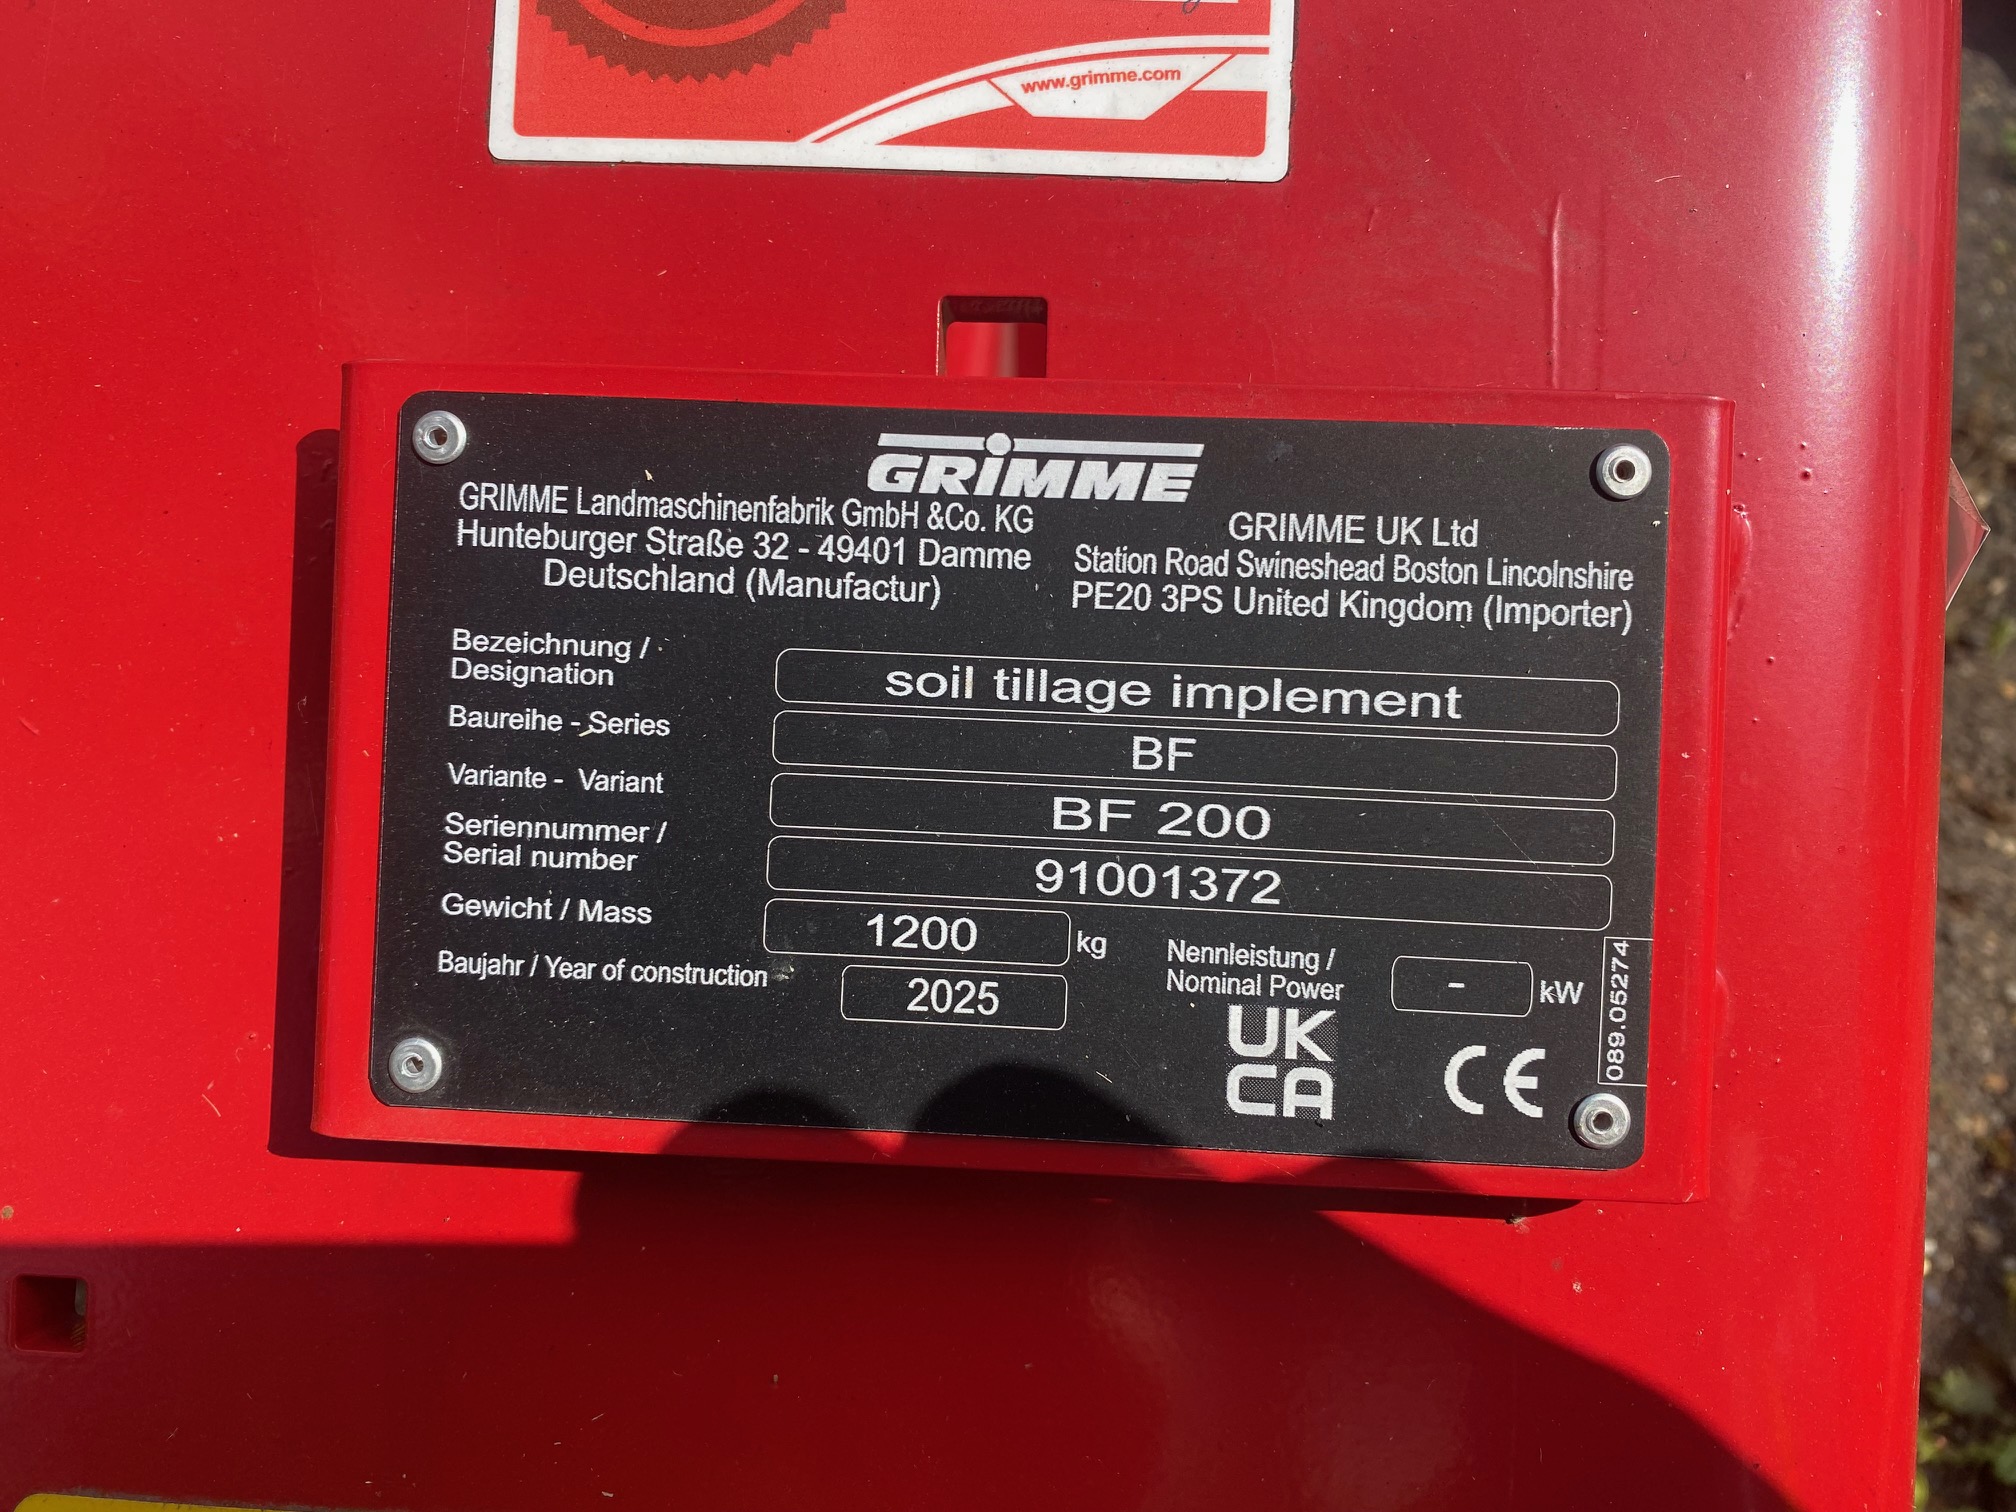 www.grimme.com
GRIMME
GRIMME Landmaschinenfabrik GmbH &Co. KG
Hunteburger Straße 32 - 49401 Damme
Deutschland (Manufactur)
GRIMME UK Ltd
Station Road Swineshead Boston Lincolnshire
PE20 3PS United Kingdom (Importer)
Bezeichnung /
Designation
soil tillage implement
Baureihe - Series
BF
Variante - Variant
BF 200
Seriennummer /
Serial number
91001372
Gewicht / Mass
1200 kg
Baujahr / Year of construction
2025
Nennleistung /
Nominal Power
- kW
UK
CA
CE
089.05274